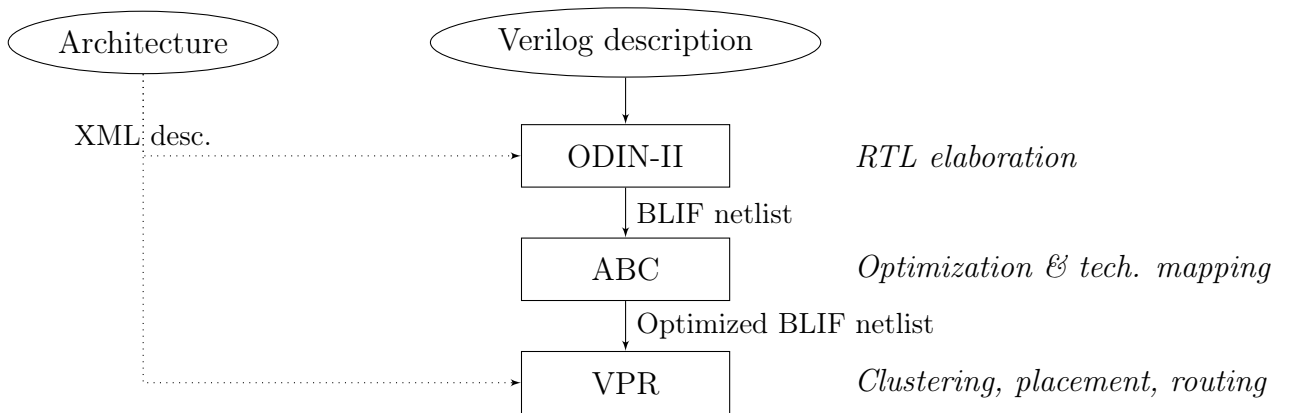 Architecture
Verilog description
XML desc.
ODIN-II
RTL elaboration
BLIF netlist
ABC
Optimization & tech. mapping
Optimized BLIF netlist
VPR
Clustering, placement, routing